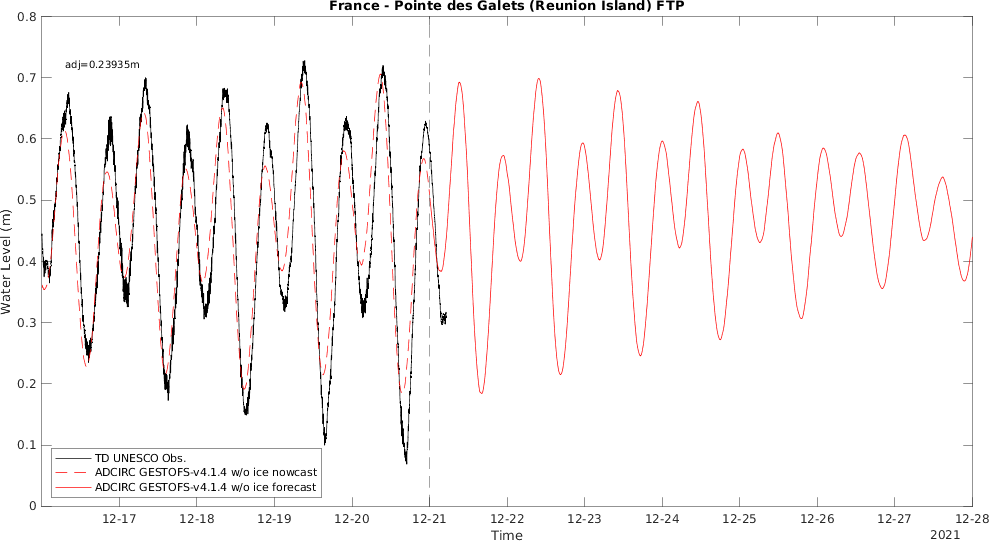 France - Pointe des Galets (Reunion Island) FTP
adj=0.23935m
Water Level (m)
0.8
0.7
0.6
0.5
0.4
0.3
0.2
0.1
0
TD UNESCO Obs.
ADCIRC GESTOFS-v4.1.4 w/o ice nowcast
ADCIRC GESTOFS-v4.1.4 w/o ice forecast
12-17 12-18 12-19 12-20 12-21 12-22 12-23 12-24 12-25 12-26 12-27 12-28
Time
2021